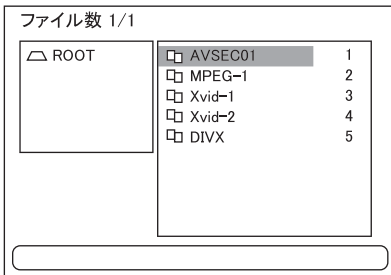 ファイル数 1/1
ROOT
AVSEC01 1
MPEG-1 2
Xvid-1 3
Xvid-2 4
DIVX 5